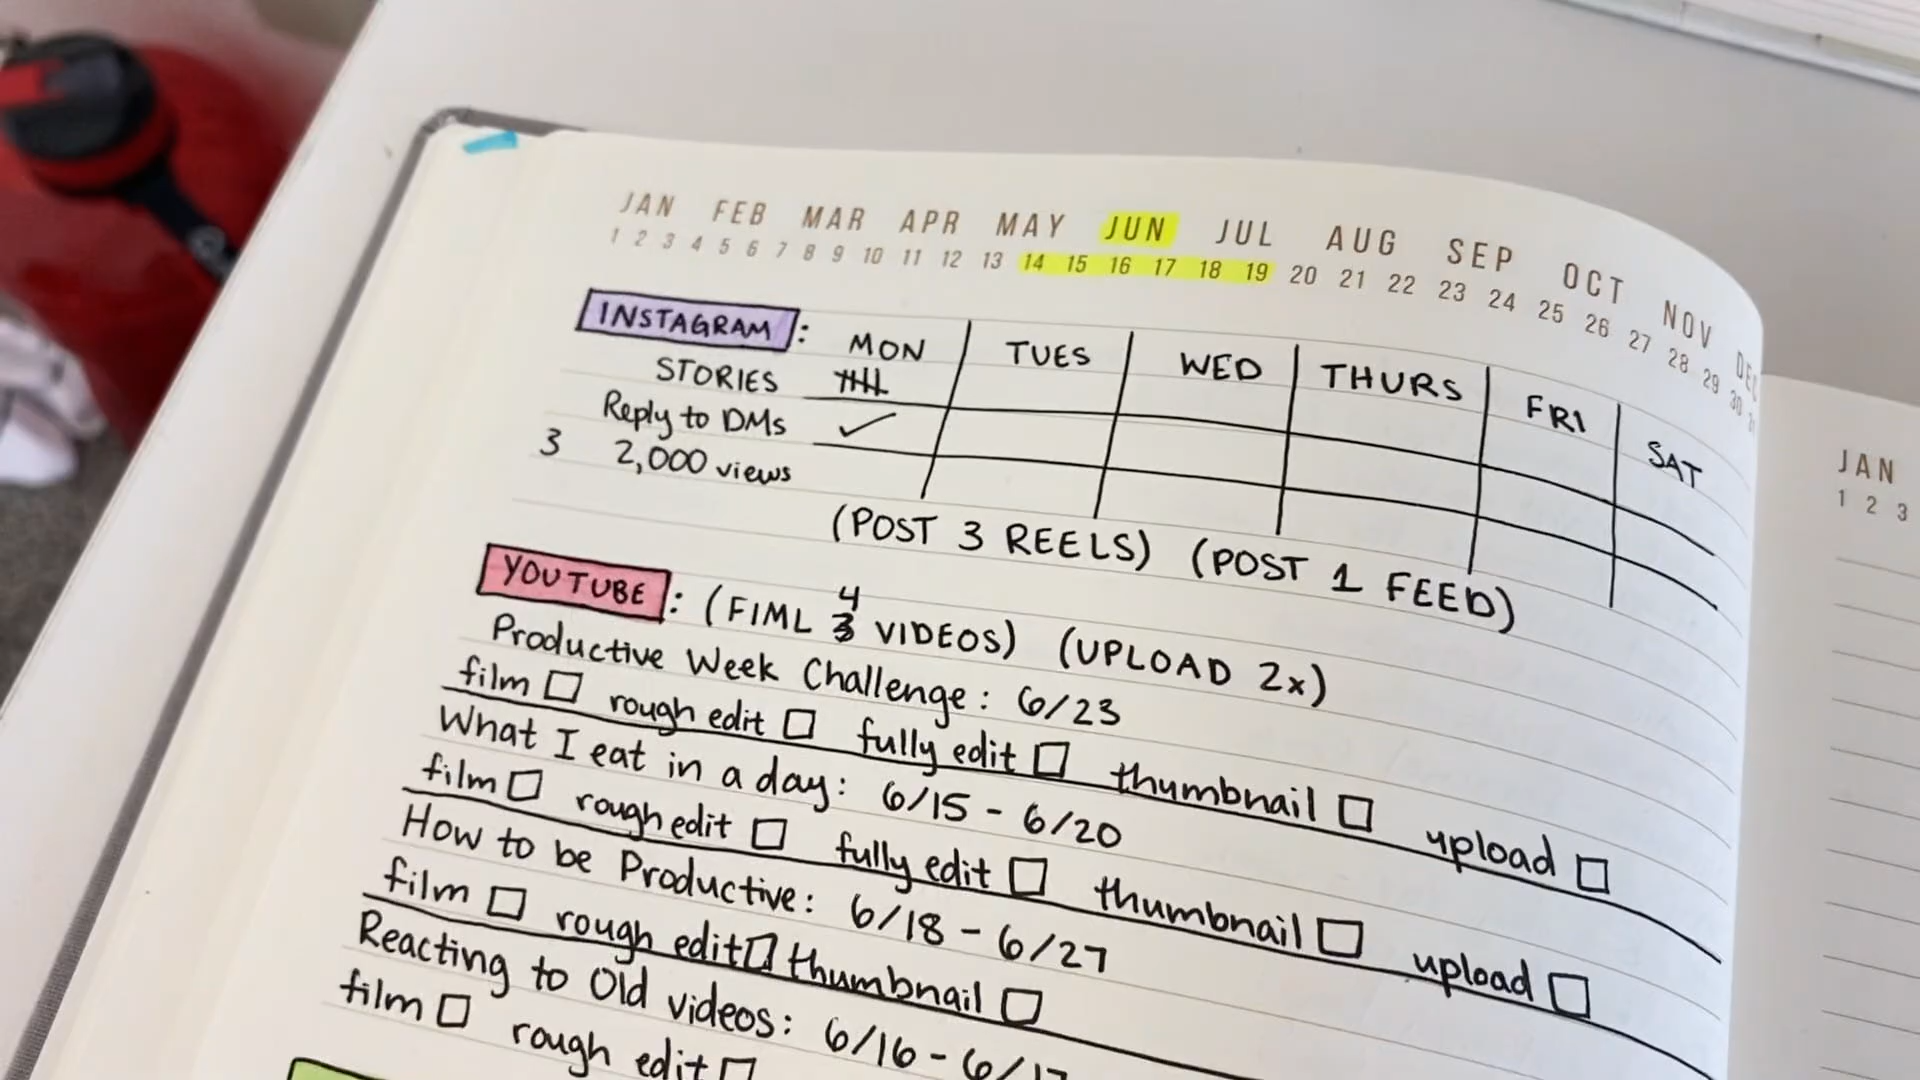 JAN FEB MAR APR MAY JUN JUL AUG SEP OCT NOV
1 2 3 4 5 6 7 8 9 10 11 12 13 14 15 16 17 18 19 20 21 22 23 24 25 26 27 28 29 30
INSTAGRAM: MON TUES WED THURS FRI SAT
STORIES
Reply to DMs
3 2,000 views
(POST 3 REELS) (POST 1 FEED)
YOUTUBE: (FIML 4 VIDEOS) (UPLOAD 2x)
Productive Week Challenge: 6/23
film rough edit fully edit thumbnail upload
What I eat in a day: 6/15 - 6/20
film rough edit fully edit thumbnail upload
How to be Productive: 6/18 - 6/27
film rough edit thumbnail
Reacting to Old videos: 6/16 - 6/17
film rough edit
JAN
1 2 3